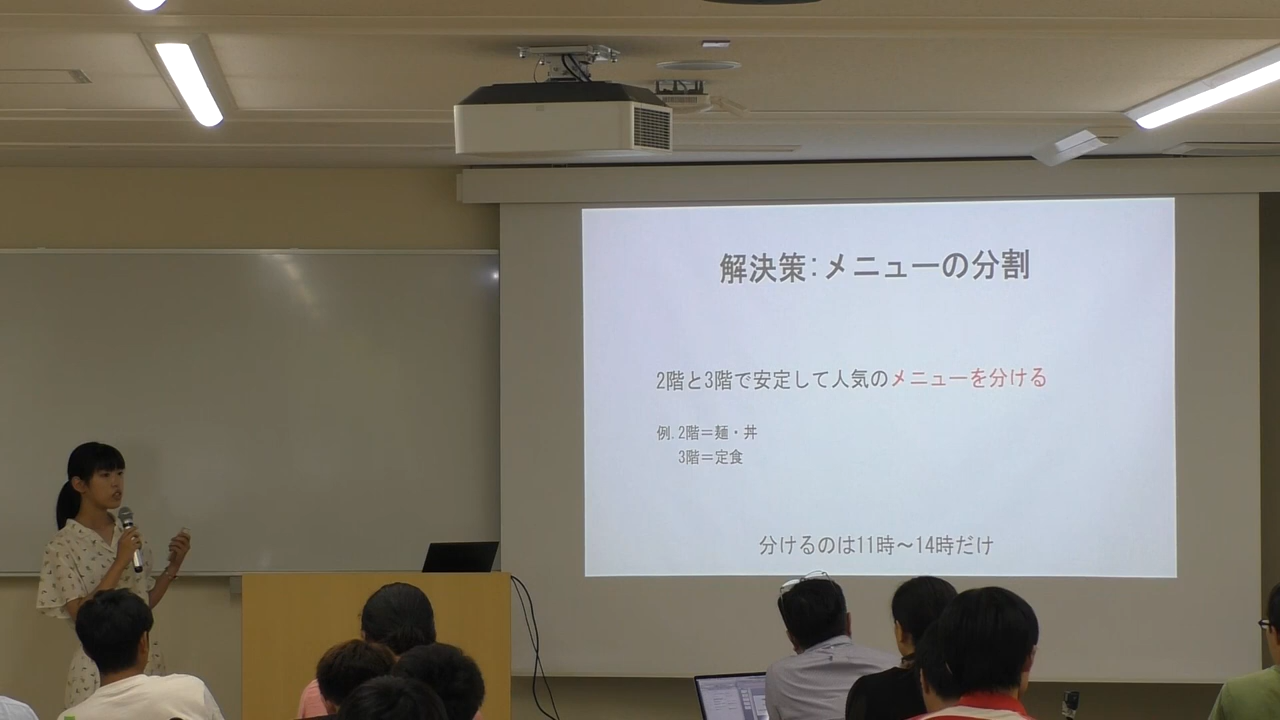 解決策:メニューの分割
2階と3階で安定して人気のメニューを分ける
例.2階＝麺・丼
3階＝定食
分けるのは11時～14時だけ